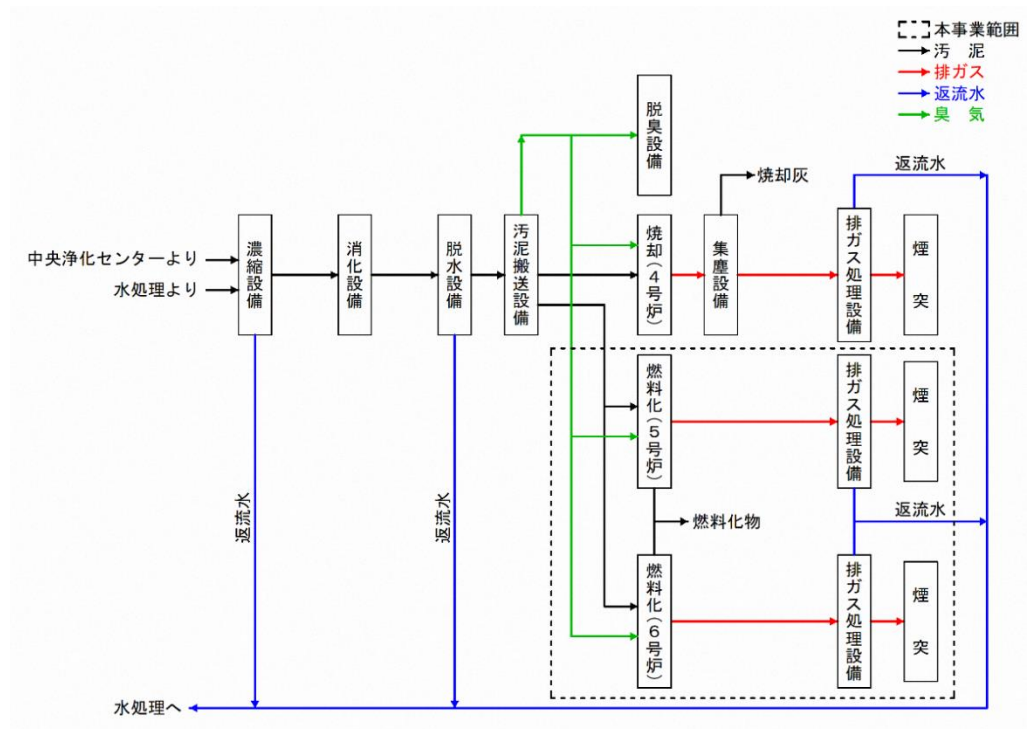 本事業範囲
汚　泥
排ガス
返流水
臭　気
脱臭設備
返流水
焼却灰
中央浄化センターより
水処理より
濃縮設備
消化設備
脱水設備
汚泥搬送設備
焼却(4号炉)
集塵設備
排ガス処理設備
煙　突
燃料化(5号炉)
排ガス処理設備
煙　突
返流水
返流水
燃料化物
返流水
燃料化(6号炉)
排ガス処理設備
煙　突
水処理へ